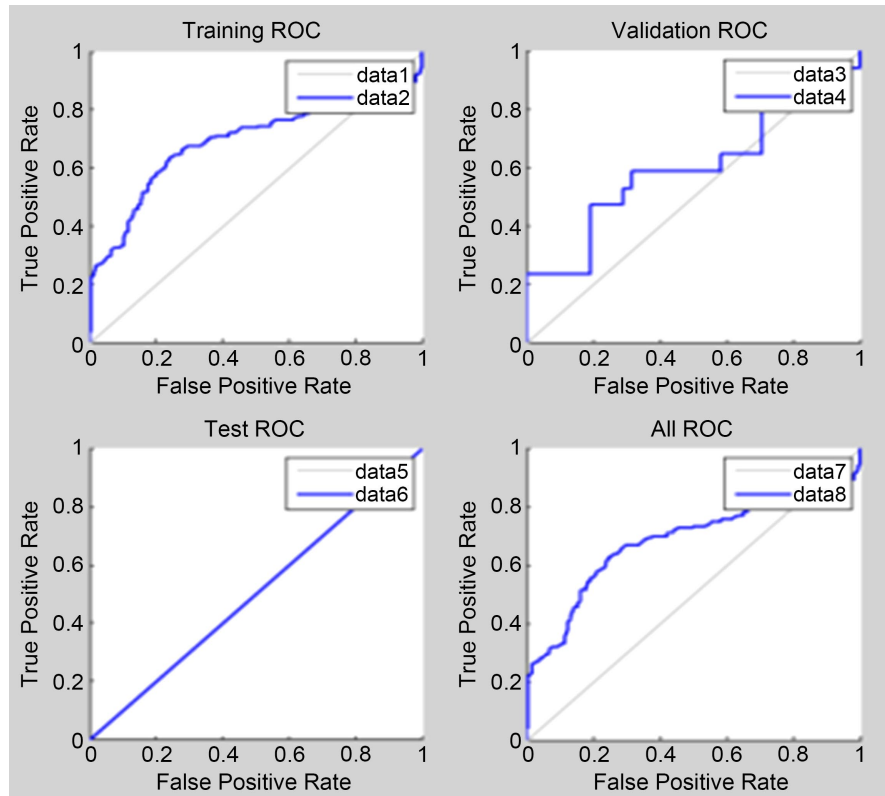 Training ROC
1
0.8
0.6
0.4
0.2
0
True Positive Rate
data1
data2
0 0.2 0.4 0.6 0.8 1
False Positive Rate
Validation ROC
1
0.8
0.6
0.4
0.2
0
True Positive Rate
data3
data4
0 0.2 0.4 0.6 0.8 1
False Positive Rate
Test ROC
1
0.8
0.6
0.4
0.2
0
True Positive Rate
data5
data6
0 0.2 0.4 0.6 0.8 1
False Positive Rate
All ROC
1
0.8
0.6
0.4
0.2
0
True Positive Rate
data7
data8
0 0.2 0.4 0.6 0.8 1
False Positive Rate